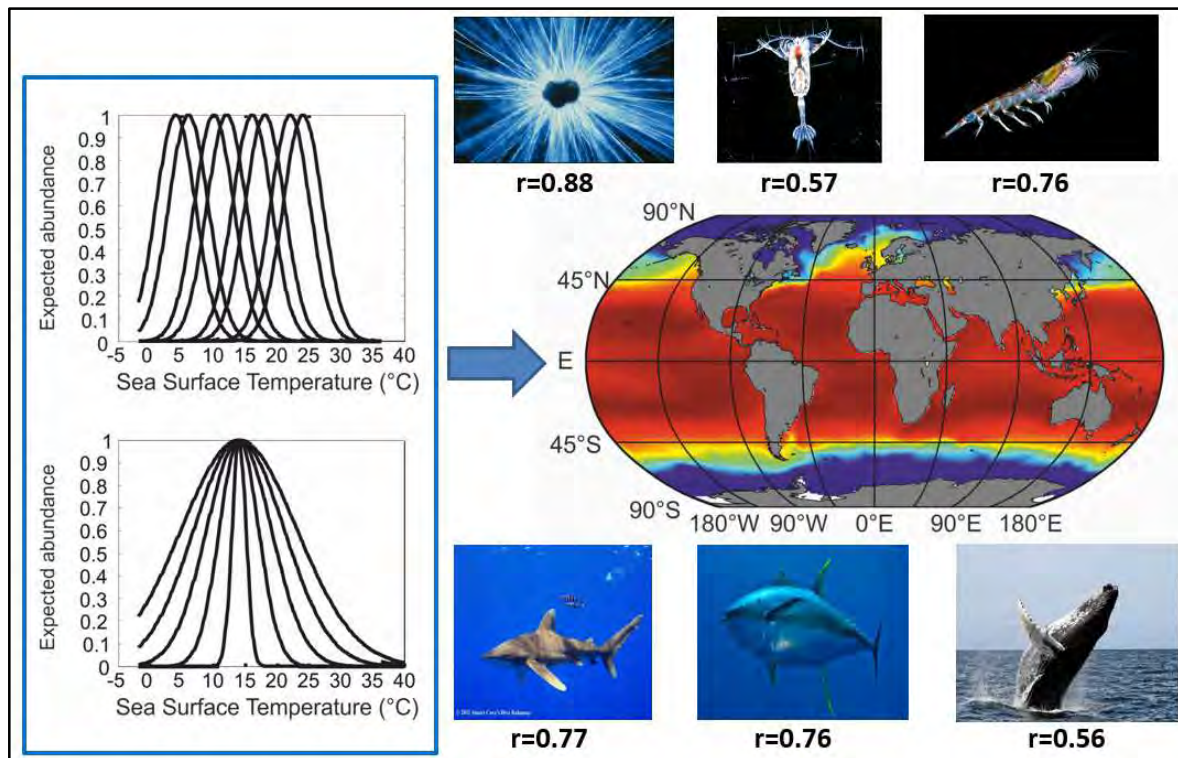 Expected abundance
1
0.9
0.8
0.7
0.6
0.5
0.4
0.3
0.2
0.1
-5 0 5 10 15 20 25 30 35 40
Sea Surface Temperature (°C)
Expected abundance
1
0.9
0.8
0.7
0.6
0.5
0.4
0.3
0.2
0.1
0
-5 0 5 10 15 20 25 30 35 40
Sea Surface Temperature (°C)
r=0.88 r=0.57 r=0.76
90°N
45°N
E
45°S
90°S
180°W 90°W 0°E 90°E 180°E
r=0.77 r=0.76 r=0.56